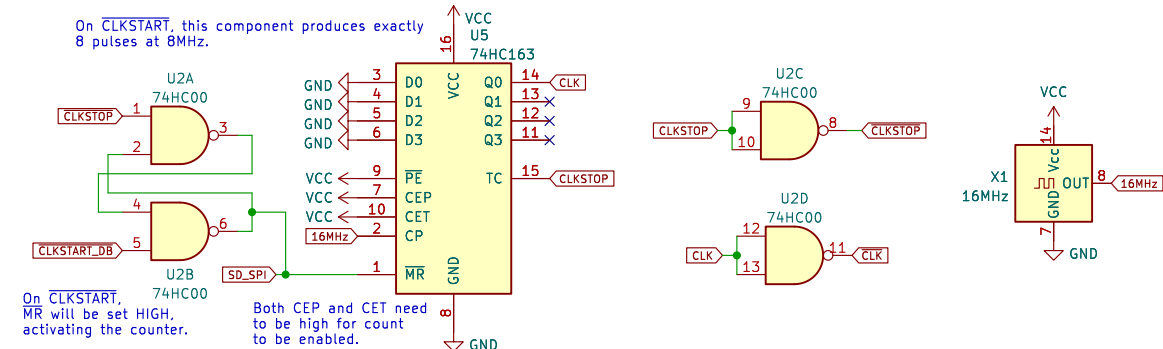 On CLKSTART, this component produces exactly
8 pulses at 8MHz.
U2A
74HC00
CLKSTOP
1
2
3
4
5
6
CLKSTART_DB
U2B
74HC00
SD_SPI
On CLKSTART,
MR will be set HIGH,
activating the counter.
Both CEP and CET need
to be high for count
to be enabled.
VCC
U5
74HC163
16
VCC
GND 3 D0
GND 4 D1
GND 5 D2
GND 6 D3
VCC 9 PE
VCC 7 CEP
VCC 10 CET
16MHz 2 CP
1 MR
Q0 14 CLK
Q1 13
Q2 12
Q3 11
TC 15 CLKSTOP
GND
8
GND
U2C
74HC00
CLKSTOP
9
10
8
CLKSTOP
U2D
74HC00
CLK
12
13
11
CLK
VCC
14
X1
16MHz
Vcc
OUT
GND
8
16MHz
7
GND